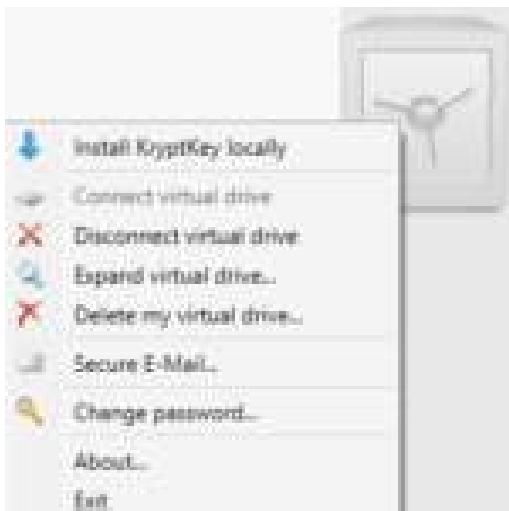 Install KryptKey locally
Connect virtual drive
Disconnect virtual drive
Expand virtual drive...
Delete my virtual drive...
Secure E-Mail...
Change password...
About...
Exit